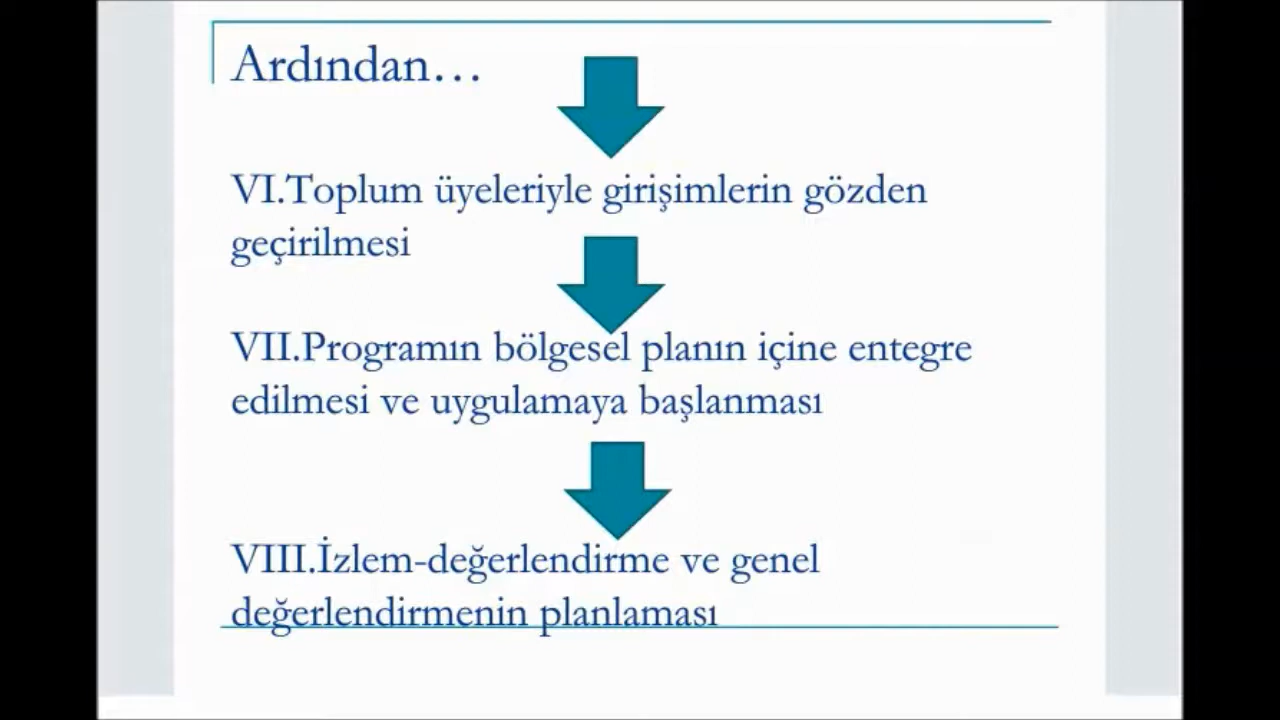 Ardından…
VI.Toplum üyeleriyle girişimlerin gözden
geçirilmesi
VII.Programın bölgesel planın içine entegre
edilmesi ve uygulamaya başlanması
VIII.İzlem-değerlendirme ve genel
değerlendirmenin planlaması